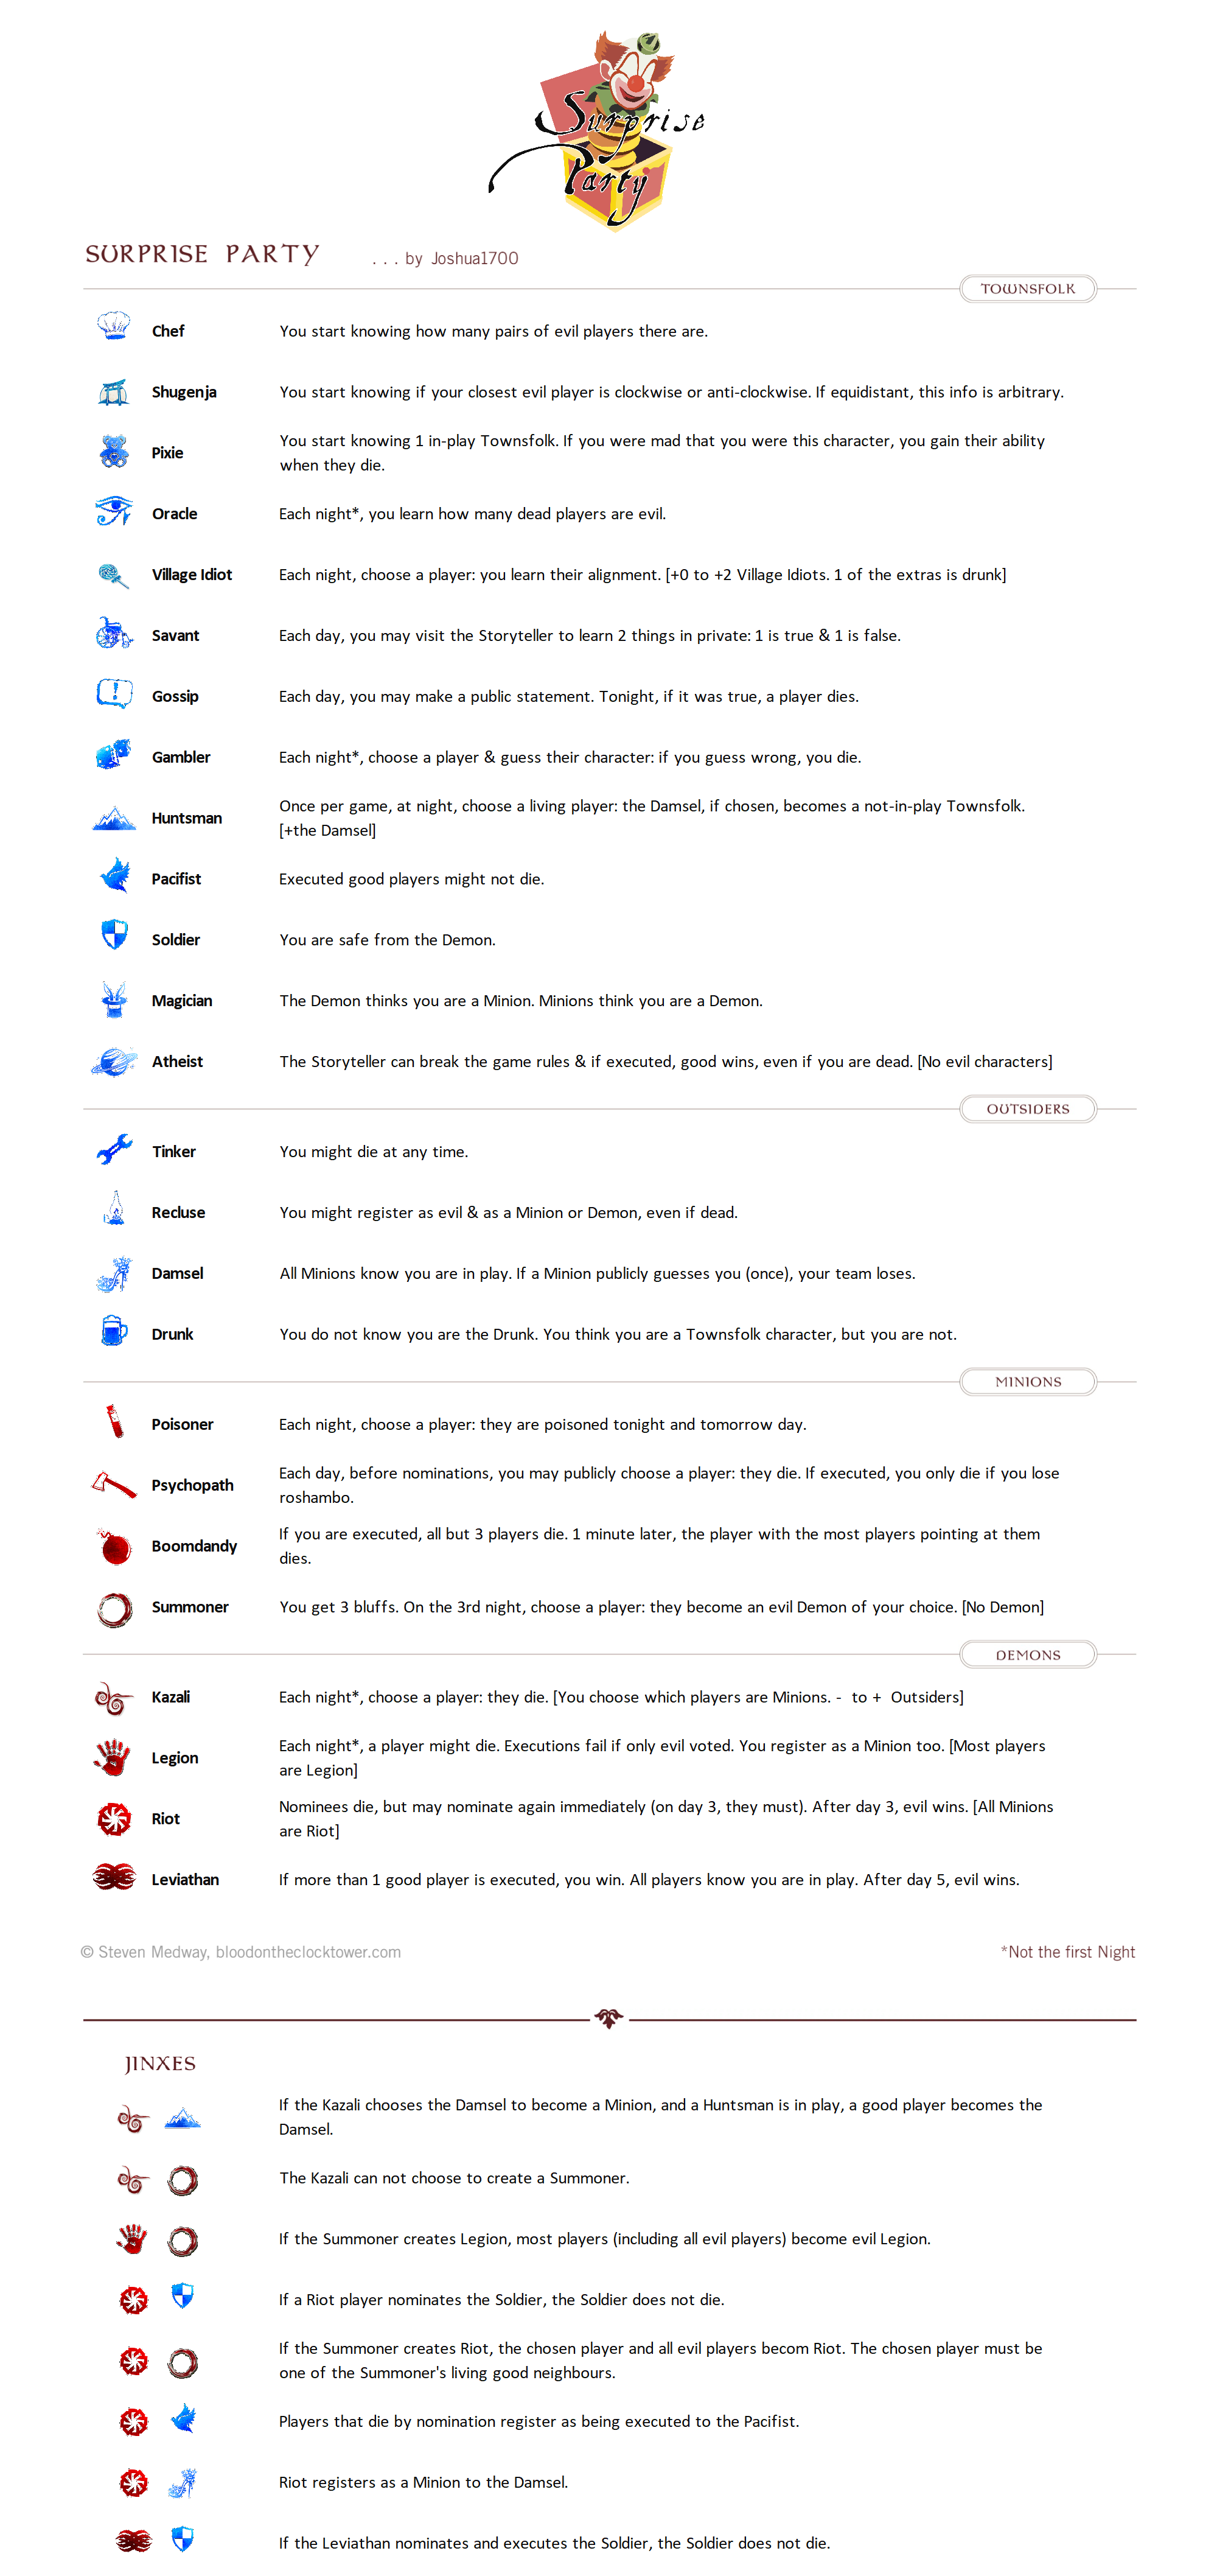 Surprise
Party
SURPRISE PARTY . . . by Joshua1700
TOWNSFOLK
Chef You start knowing how many pairs of evil players there are.
Shugenja You start knowing if your closest evil player is clockwise or anti-clockwise. If equidistant, this info is arbitrary.
Pixie You start knowing 1 in-play Townsfolk. If you were mad that you were this character, you gain their ability
when they die.
Oracle Each night*, you learn how many dead players are evil.
Village Idiot Each night, choose a player: you learn their alignment. [+0 to +2 Village Idiots. 1 of the extras is drunk]
Savant Each day, you may visit the Storyteller to learn 2 things in private: 1 is true & 1 is false.
Gossip Each day, you may make a public statement. Tonight, if it was true, a player dies.
Gambler Each night*, choose a player & guess their character: if you guess wrong, you die.
Huntsman Once per game, at night, choose a living player: the Damsel, if chosen, becomes a not-in-play Townsfolk.
[+the Damsel]
Pacifist Executed good players might not die.
Soldier You are safe from the Demon.
Magician The Demon thinks you are a Minion. Minions think you are a Demon.
Atheist The Storyteller can break the game rules & if executed, good wins, even if you are dead. [No evil characters]
OUTSIDERS
Tinker You might die at any time.
Recluse You might register as evil & as a Minion or Demon, even if dead.
Damsel All Minions know you are in play. If a Minion publicly guesses you (once), your team loses.
Drunk You do not know you are the Drunk. You think you are a Townsfolk character, but you are not.
MINIONS
Poisoner Each night, choose a player: they are poisoned tonight and tomorrow day.
Psychopath Each day, before nominations, you may publicly choose a player: they die. If executed, you only die if you lose
roshambo.
Boomdandy If you are executed, all but 3 players die. 1 minute later, the player with the most players pointing at them
dies.
Summoner You get 3 bluffs. On the 3rd night, choose a player: they become an evil Demon of your choice. [No Demon]
DEMONS
Kazali Each night*, choose a player: they die. [You choose which players are Minions. - to + Outsiders]
Legion Each night*, a player might die. Executions fail if only evil voted. You register as a Minion too. [Most players
are Legion]
Riot Nominees die, but may nominate again immediately (on day 3, they must). After day 3, evil wins. [All Minions
are Riot]
Leviathan If more than 1 good player is executed, you win. All players know you are in play. After day 5, evil wins.
© Steven Medway, bloodontheclocktower.com *Not the first Night
JINXES
If the Kazali chooses the Damsel to become a Minion, and a Huntsman is in play, a good player becomes the
Damsel.
The Kazali can not choose to create a Summoner.
If the Summoner creates Legion, most players (including all evil players) become evil Legion.
If a Riot player nominates the Soldier, the Soldier does not die.
If the Summoner creates Riot, the chosen player and all evil players becom Riot. The chosen player must be
one of the Summoner's living good neighbours.
Players that die by nomination register as being executed to the Pacifist.
Riot registers as a Minion to the Damsel.
If the Leviathan nominates and executes the Soldier, the Soldier does not die.